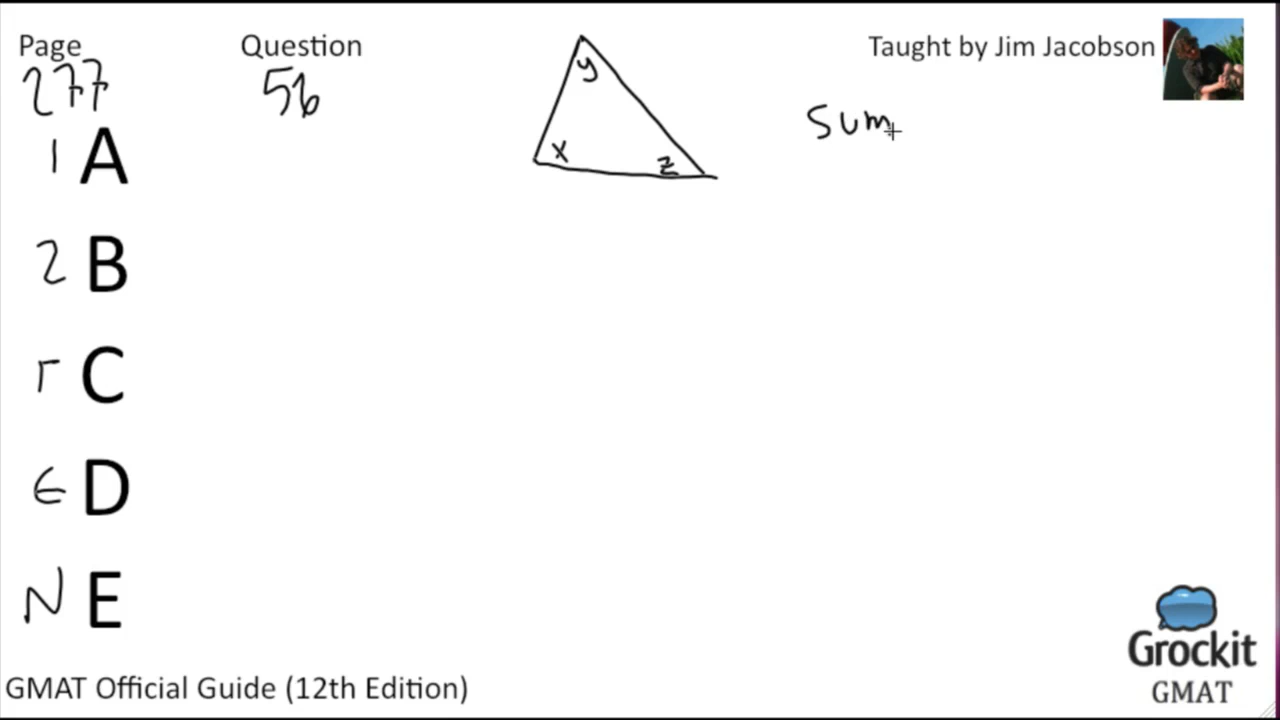 Page
277
Question
56
Taught by Jim Jacobson
y
x
z
Sum
1 A
2 B
T C
E D
N E
Grockit
GMAT
GMAT Official Guide (12th Edition)